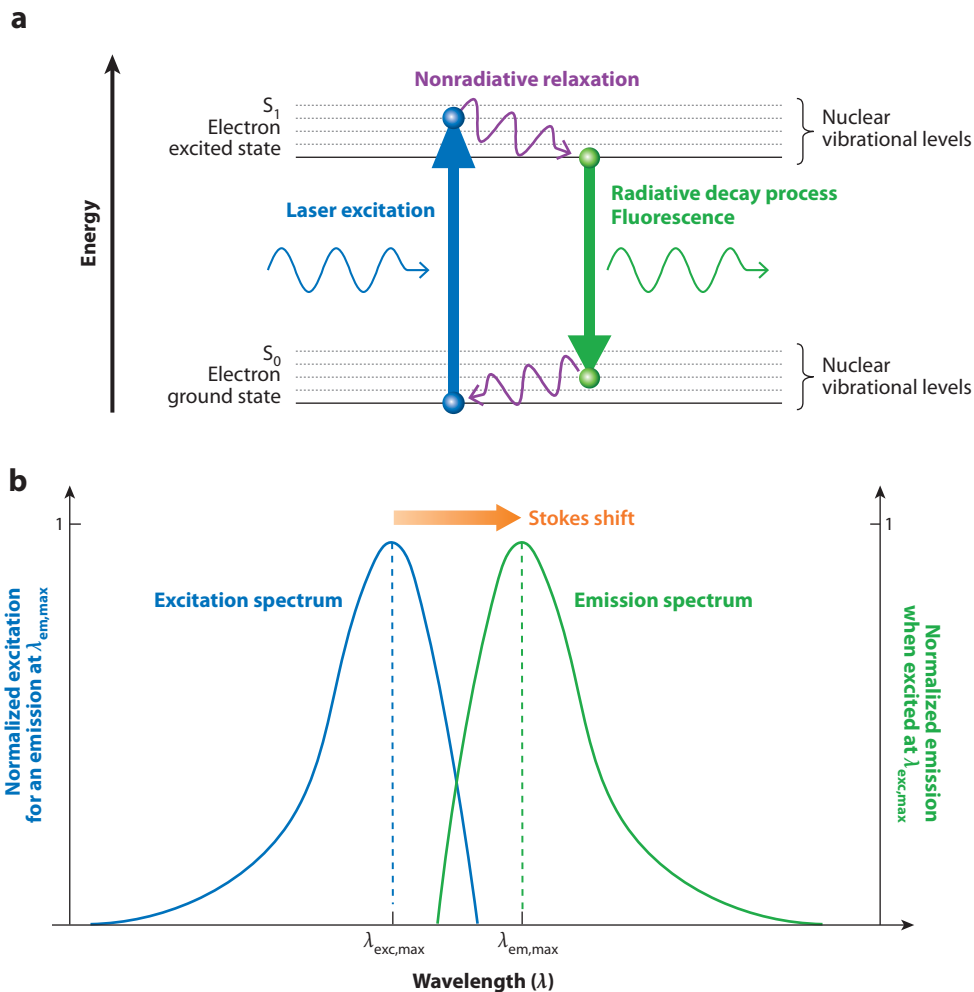 a
Energy
S1
Electron
excited state
Nonradiative relaxation
Nuclear
vibrational levels
Laser excitation
Radiative decay process
Fluorescence
S0
Electron
ground state
Nuclear
vibrational levels
b
1
Stokes shift
1
Excitation spectrum
Emission spectrum
Normalized excitation
for an emission at λem,max
Normalized emission
when excited at λexc,max
λexc,max
λem,max
Wavelength (λ)